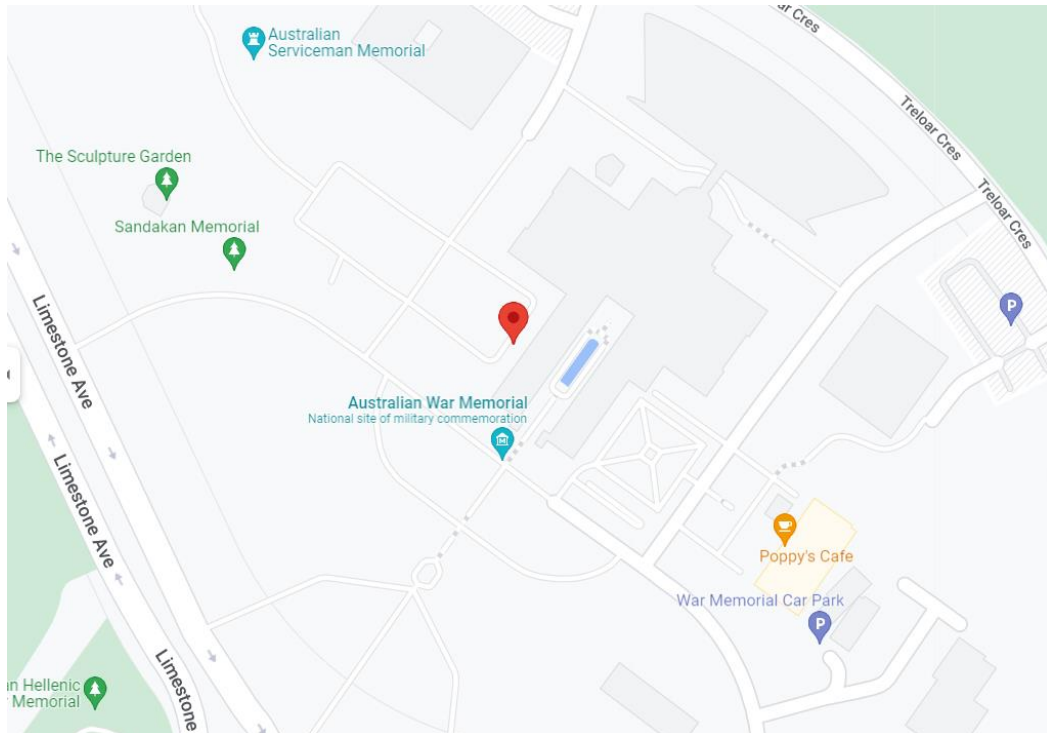 Cres
Australian
Serviceman Memorial
Treloar Cres
The Sculpture Garden
Treloar Cres
Sandakan Memorial
P
Limestone Ave
Australian War Memorial
National site of military commemoration
Limestone Ave
Poppy's Cafe
War Memorial Car Park
P
Limestone
n Hellenic
Memorial